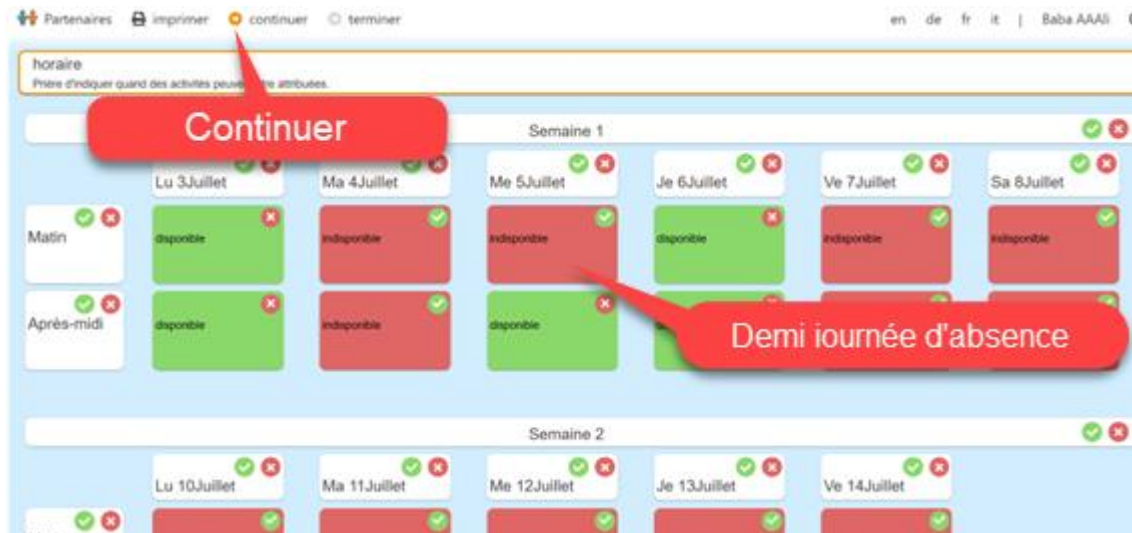 Partenaires imprimer continuer terminer en de fr it | Baba AAAli
horaire
Prière d'indiquer quand des activités peuvent être attribuées.
Continuer
Semaine 1
Lu 3Juillet Ma 4Juillet Me 5Juillet Je 6Juillet Ve 7Juillet Sa 8Juillet
Matin disponible indisponible indisponible disponible indisponible indisponible
Après-midi disponible indisponible disponible
Demi iournée d'absence
Semaine 2
Lu 10Juillet Ma 11Juillet Me 12Juillet Je 13Juillet Ve 14Juillet